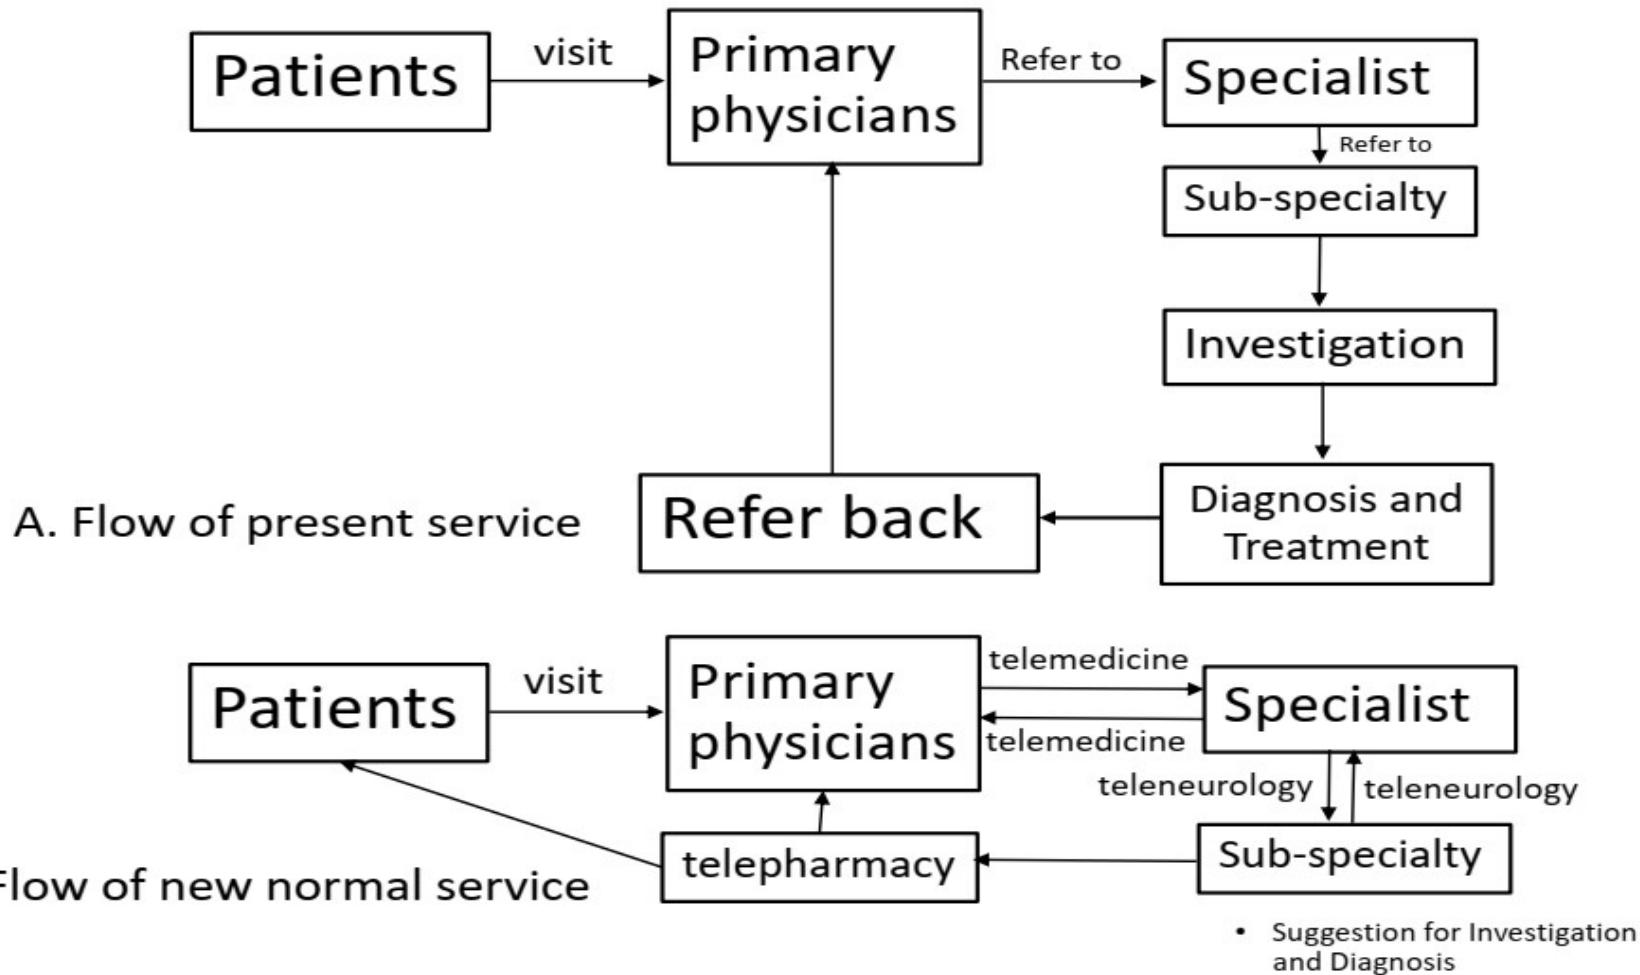 Patients
visit
Primary
physicians
Refer to
Specialist
Refer to
Sub-specialty
Investigation
Diagnosis and
Treatment
Refer back
A. Flow of present service
Patients
visit
Primary
physicians
telemedicine
telemedicine
Specialist
teleneurology
teleneurology
Sub-specialty
telepharmacy
Flow of new normal service
• Suggestion for Investigation
and Diagnosis